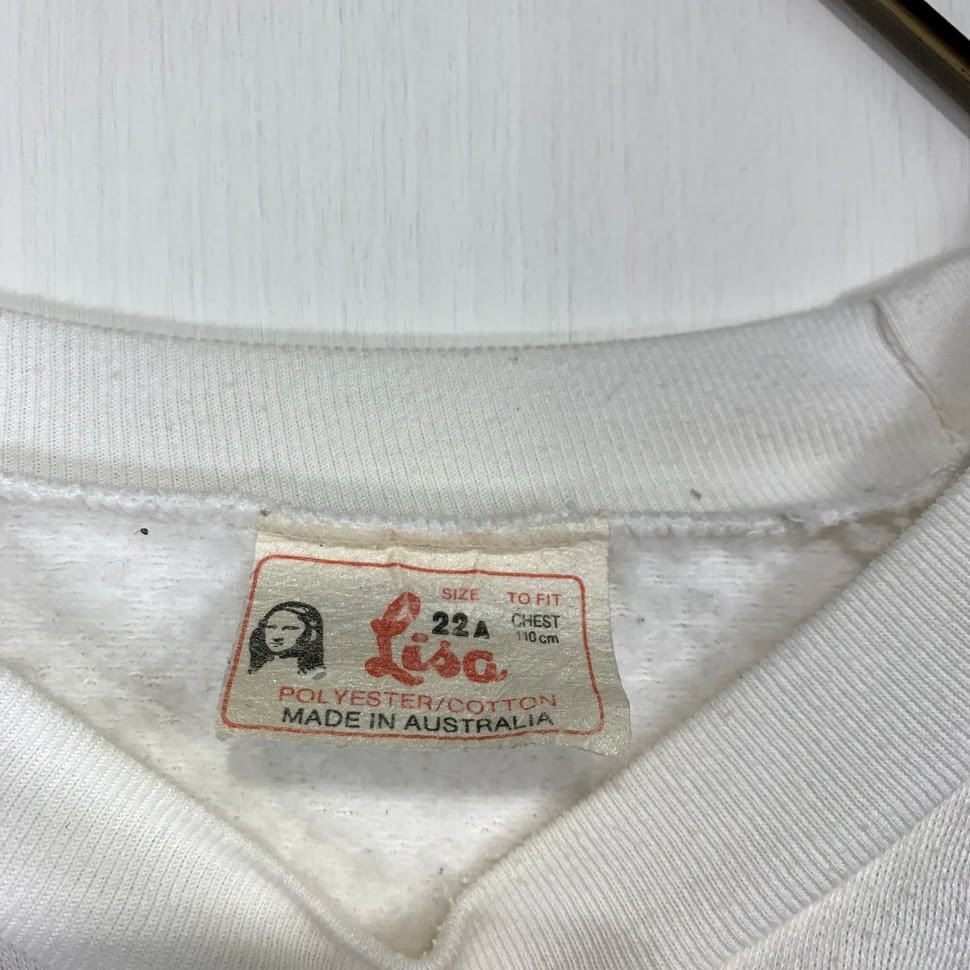 SIZE TO FIT
22A CHEST
110cm
Lisa
POLYESTER/COTTON
MADE IN AUSTRALIA